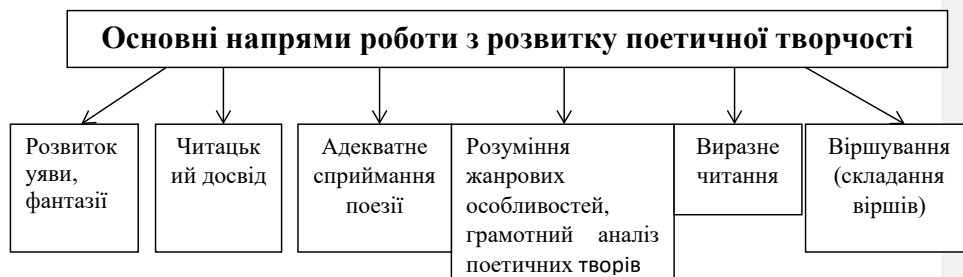 Основні напрями роботи з розвитку поетичної творчості
Розвиток
уяви,
фантазії
Читацьк
ий досвід
Адекватне
сприймання
поезії
Розуміння
жанрових
особливостей,
грамотний аналіз
поетичних творів
Виразне
читання
Віршування
(складання
віршів)